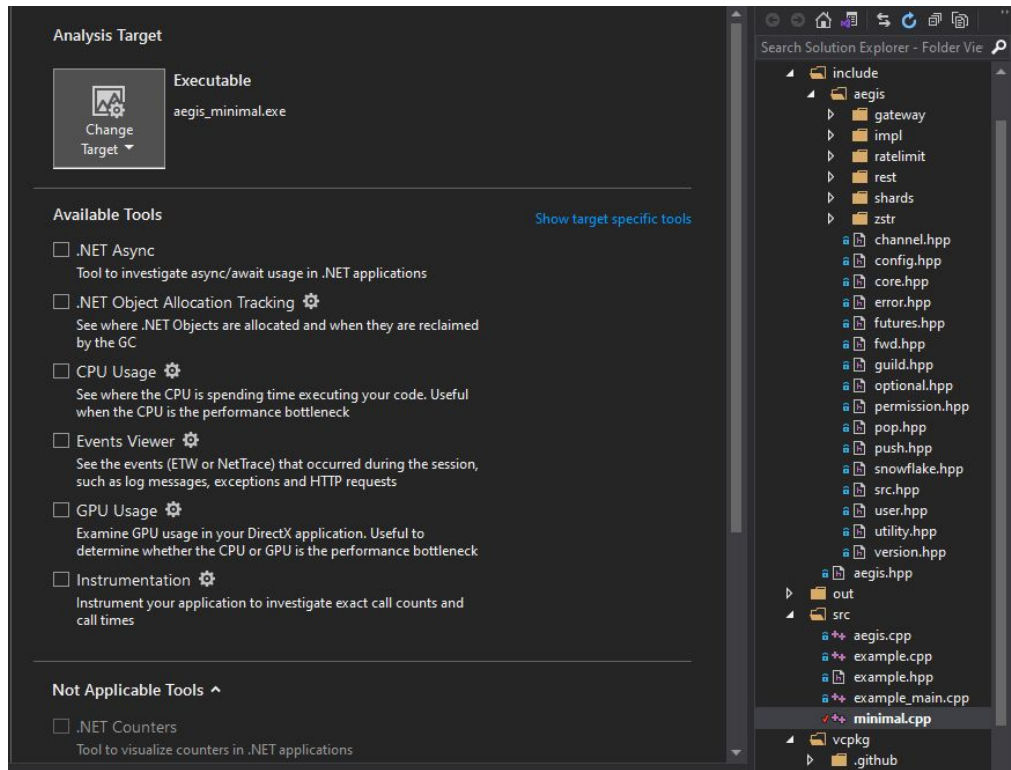 Analysis Target
Change
Target
Executable
aegis_minimal.exe
Available Tools
Show target specific tools
.NET Async
Tool to investigate async/await usage in .NET applications
.NET Object Allocation Tracking
See where .NET Objects are allocated and when they are reclaimed
by the GC
CPU Usage
See where the CPU is spending time executing your code. Useful
when the CPU is the performance bottleneck
Events Viewer
See the events (ETW or NetTrace) that occurred during the session,
such as log messages, exceptions and HTTP requests
GPU Usage
Examine GPU usage in your DirectX application. Useful to
determine whether the CPU or GPU is the performance bottleneck
Instrumentation
Instrument your application to investigate exact call counts and
call times
Not Applicable Tools
.NET Counters
Tool to visualize counters in .NET applications
Search Solution Explorer - Folder Vie
include
aegis
gateway
impl
ratelimit
rest
shards
zstr
channel.hpp
config.hpp
core.hpp
error.hpp
futures.hpp
fwd.hpp
guild.hpp
optional.hpp
permission.hpp
pop.hpp
push.hpp
snowflake.hpp
src.hpp
user.hpp
utility.hpp
version.hpp
aegis.hpp
out
src
aegis.cpp
example.cpp
example.hpp
example_main.cpp
minimal.cpp
vcpkg
.github